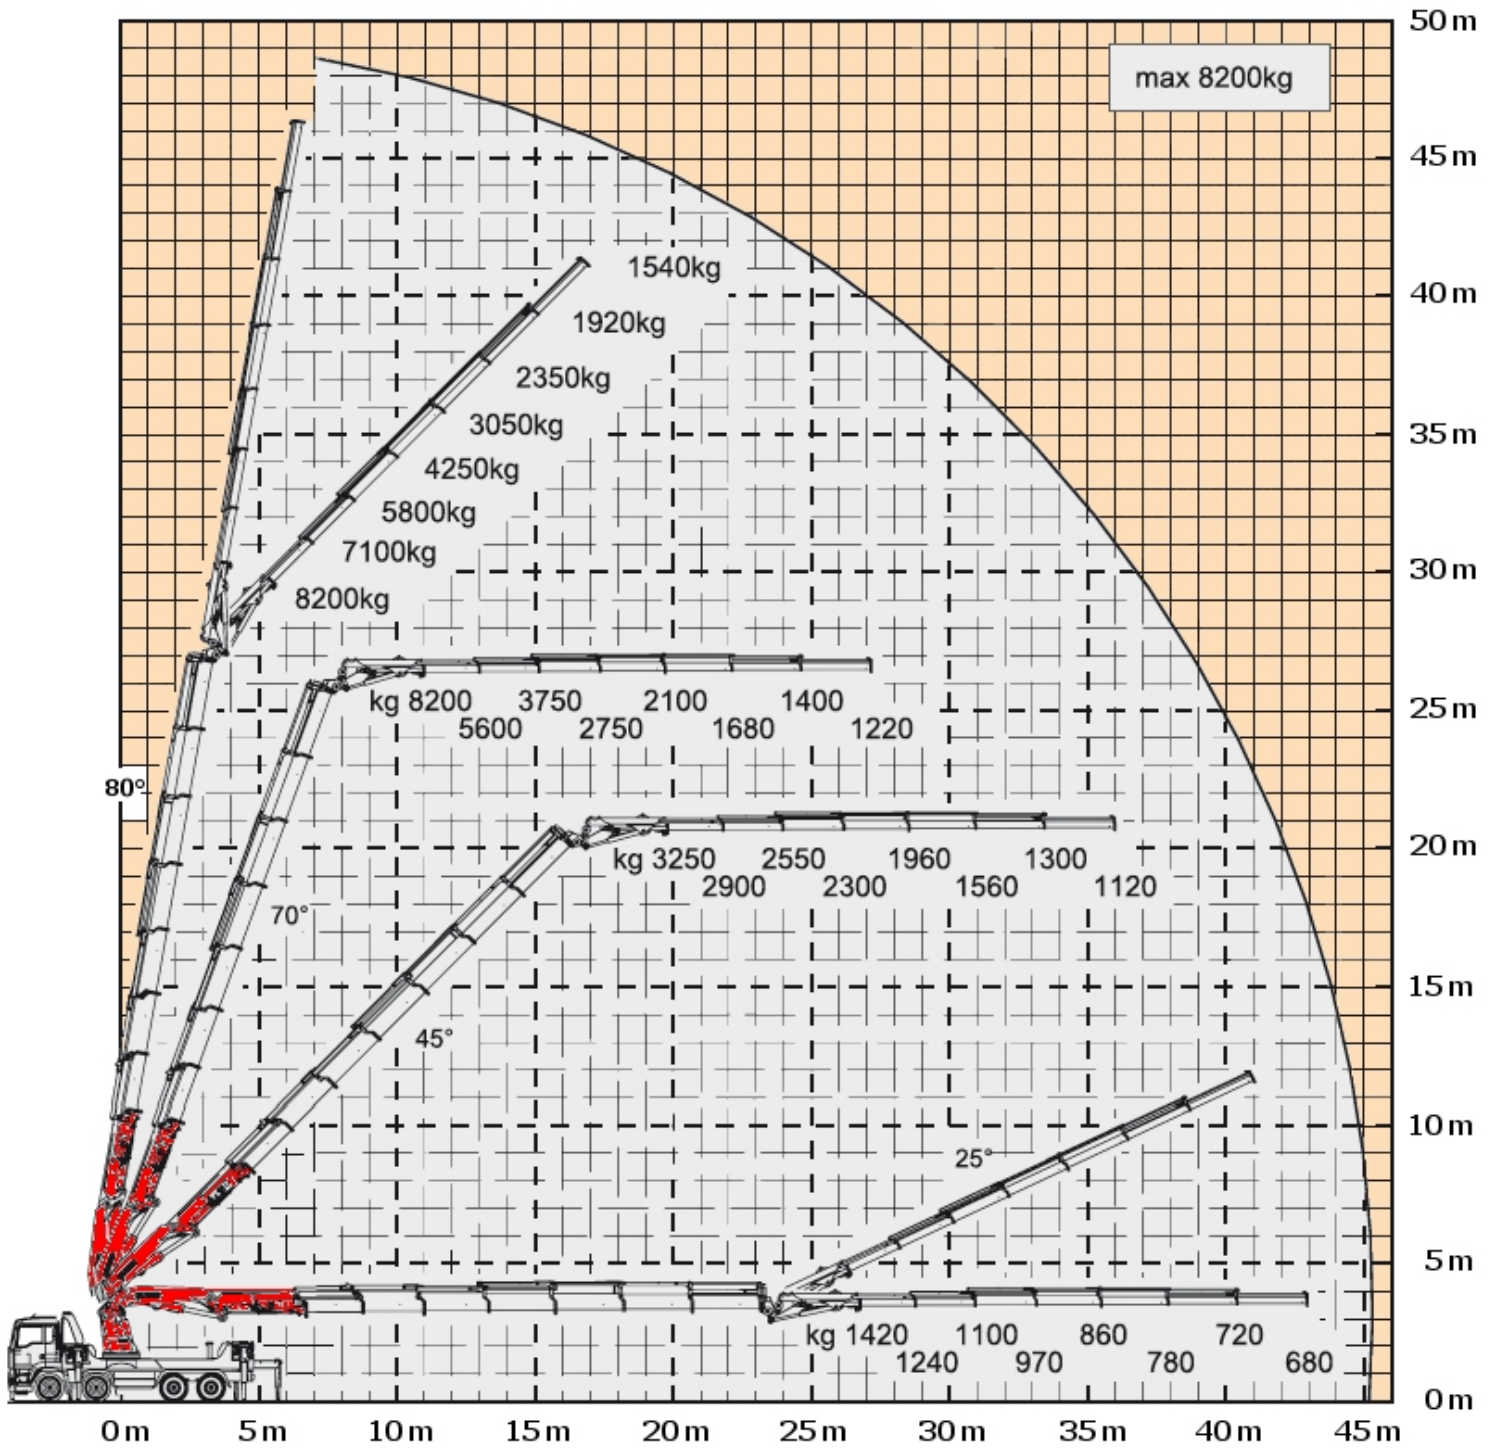 50 m
max 8200kg
45 m
1540kg
40 m
1920kg
2350kg
35 m
3050kg
4250kg
5800kg
7100kg
30 m
8200kg
kg 8200 3750 2100 1400
25 m
5600 2750 1680 1220
80°
20 m
kg 3250 2550 1960 1300
2900 2300 1560 1120
70°
15 m
45°
10 m
25°
5 m
kg 1420 1100 860 720
1240 970 780 680
0 m
0 m 5 m 10 m 15 m 20 m 25 m 30 m 35 m 40 m 45 m